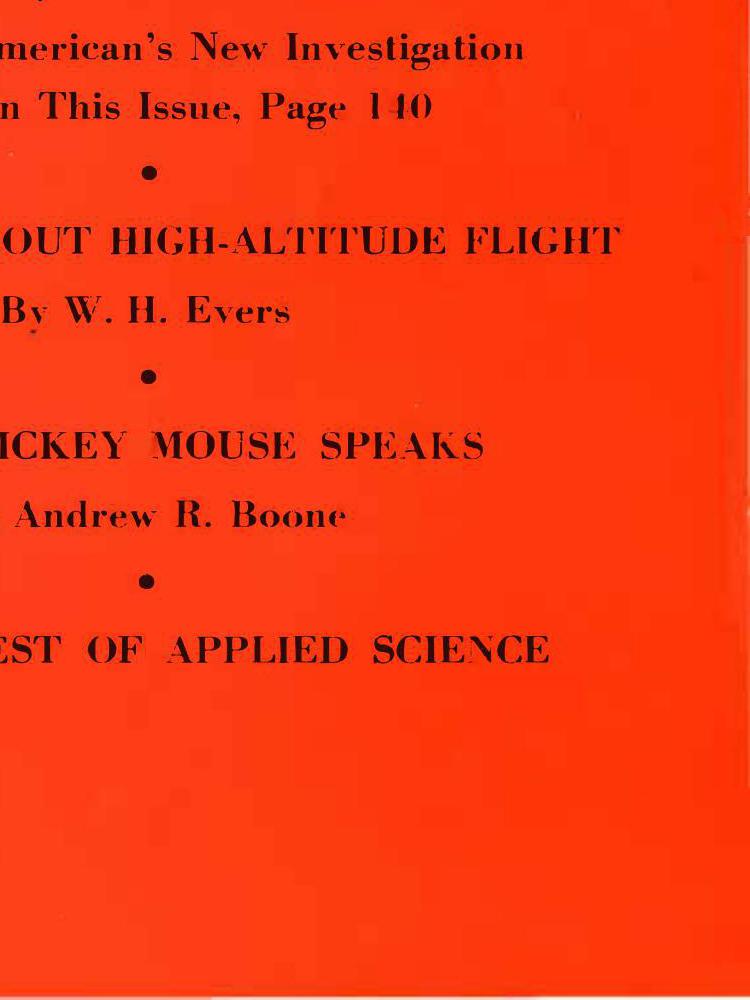 merican's New Investigation
n This Issue, Page 140
•
OUT HIGH-ALTITUDE FLIGHT
By W. H. Evers
•
ICKEY MOUSE SPEAKS
Andrew R. Boone
•
EST OF APPLIED SCIENCE